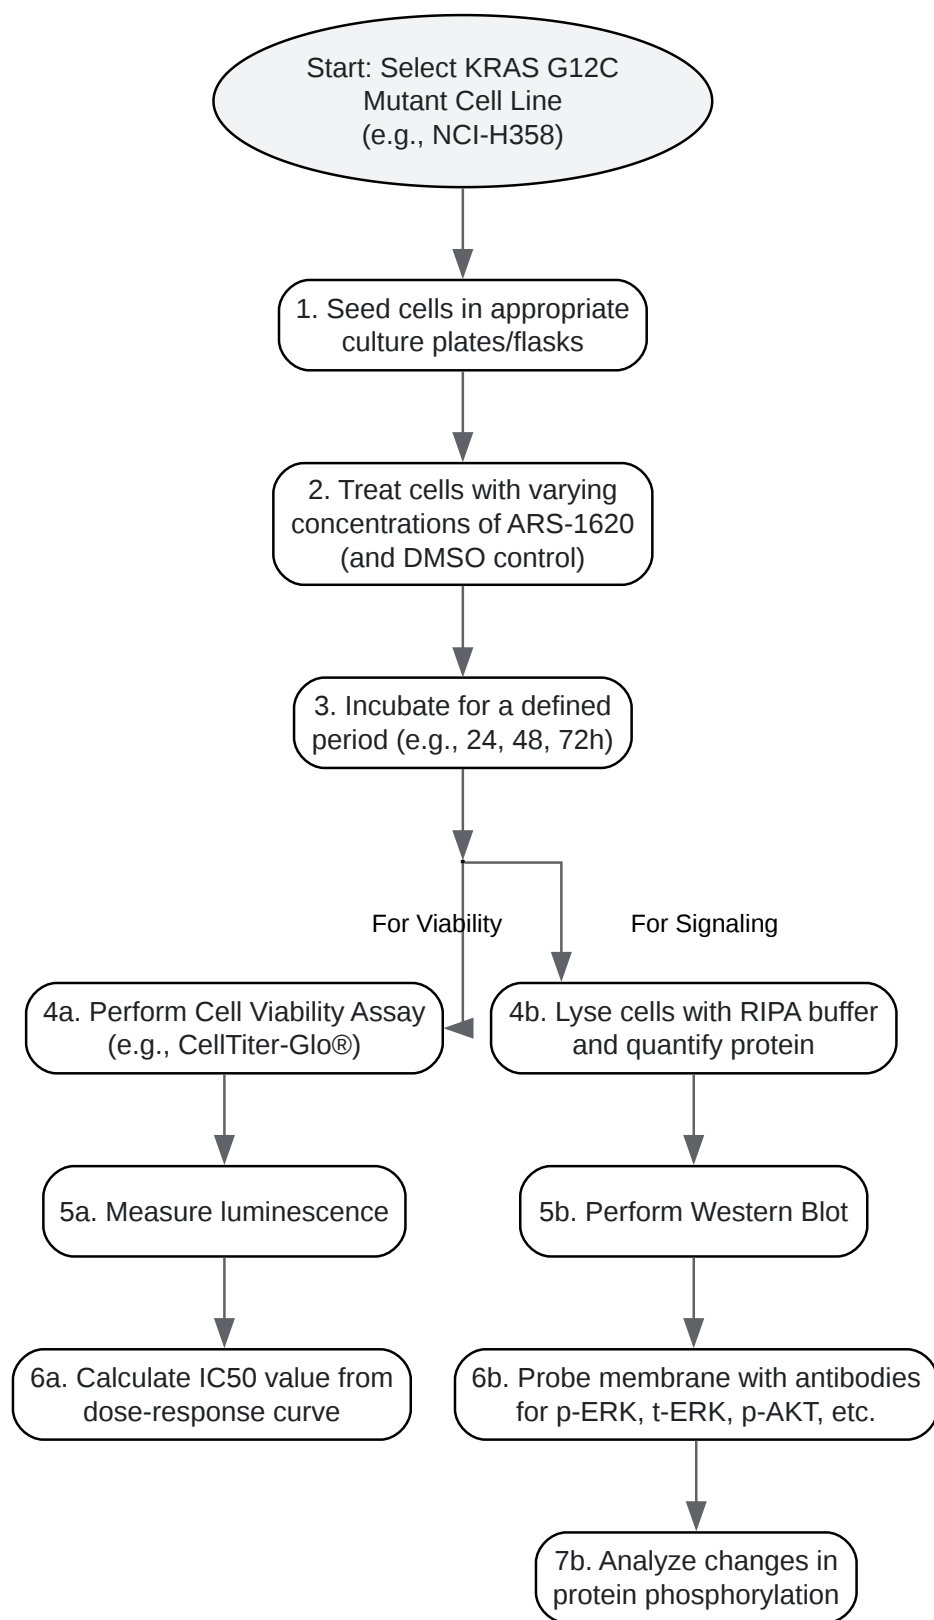 Start: Select KRAS G12C
Mutant Cell Line
(e.g., NCI-H358)
1. Seed cells in appropriate
culture plates/flasks
2. Treat cells with varying
concentrations of ARS-1620
(and DMSO control)
3. Incubate for a defined
period (e.g., 24, 48, 72h)
For Viability
For Signaling
4a. Perform Cell Viability Assay
(e.g., CellTiter-Glo®)
4b. Lyse cells with RIPA buffer
and quantify protein
5a. Measure luminescence
5b. Perform Western Blot
6a. Calculate IC50 value from
dose-response curve
6b. Probe membrane with antibodies
for p-ERK, t-ERK, p-AKT, etc.
7b. Analyze changes in
protein phosphorylation